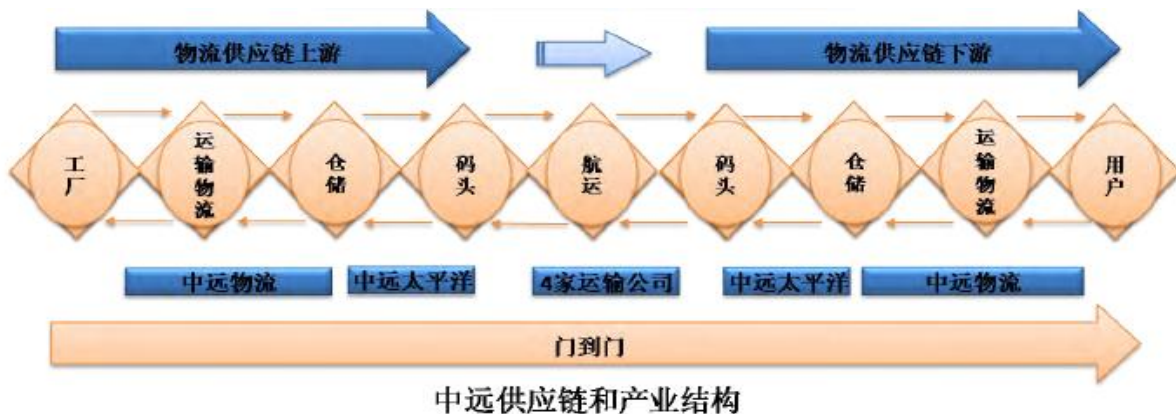 物流供应链上游
物流供应链下游
工厂
运输物流
仓储
码头
航运
码头
仓储
运输物流
用户
中远物流
中远太平洋
4家运输公司
中远太平洋
中远物流
门到门
中远供应链和产业结构